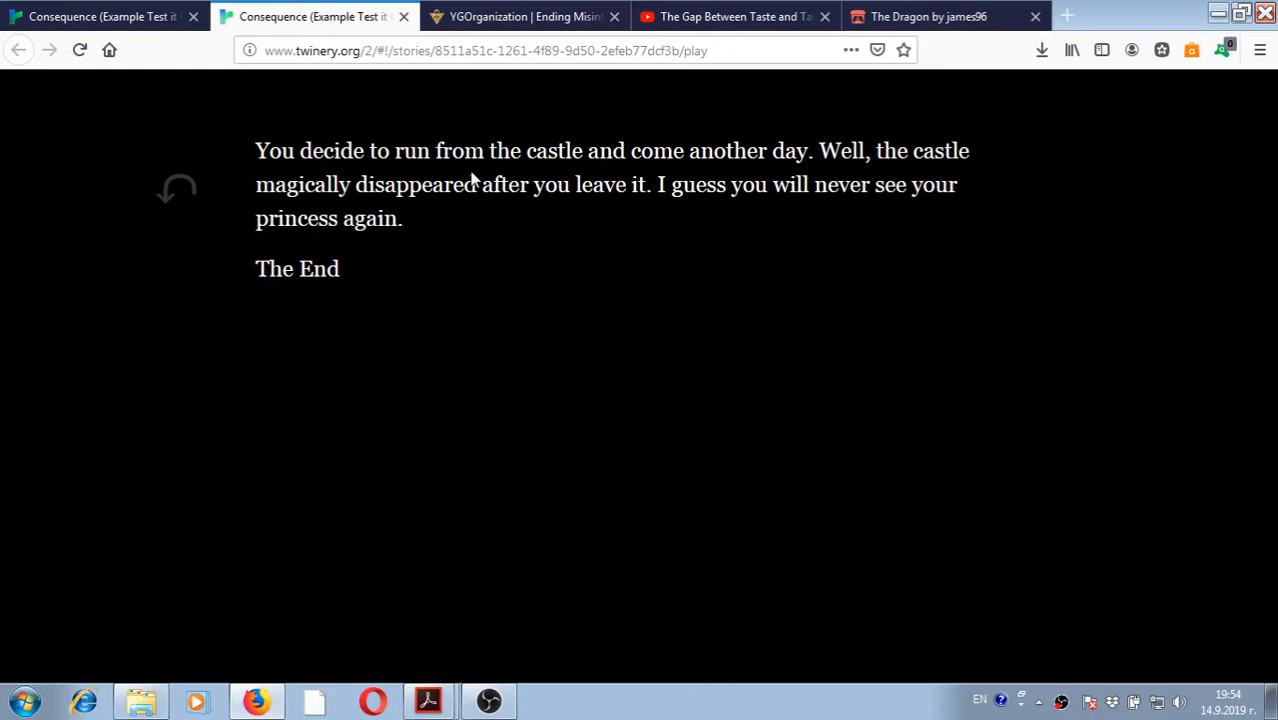 Consequence (Example Test it
Consequence (Example Test it
YGOrganization | Ending Misin
The Gap Between Taste and Ta
The Dragon by james96
www.twinery.org/2/#!/stories/8511a51c-1261-4f89-9d50-2efeb77dcf3b/play
0
You decide to run from the castle and come another day. Well, the castle
magically disappeared after you leave it. I guess you will never see your
princess again.
The End
EN
19:54
14.9.2019 г.